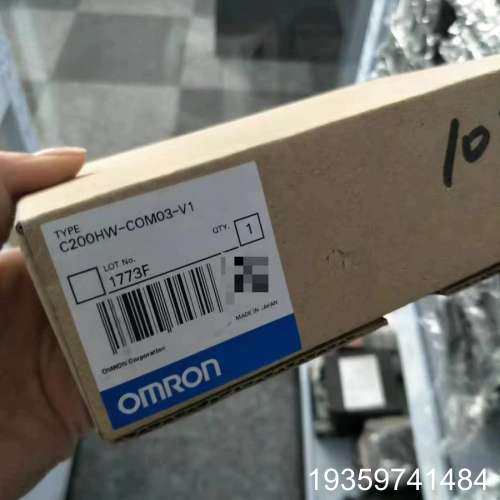 10
TYPE
C200HW-COM03-V1
QTY. 1
LOT No.
1773F
MADE IN JAPAN
OMRON Corporation
OMRON
19359741484